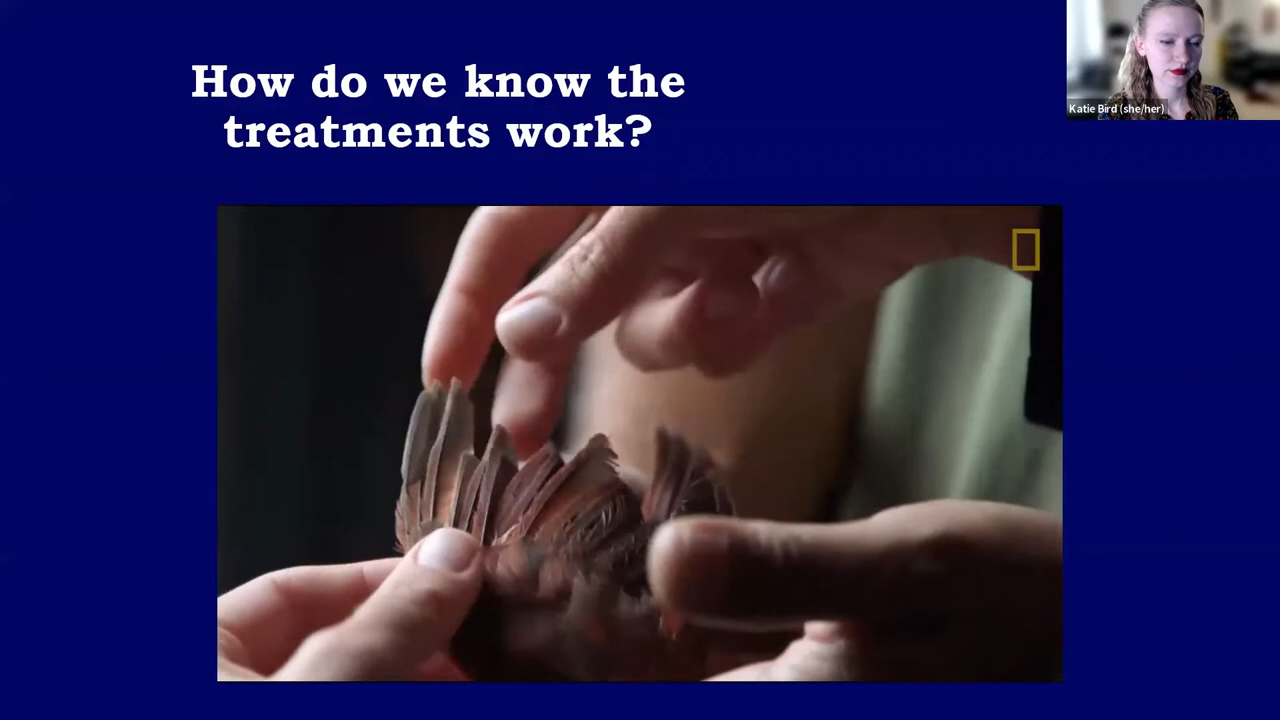 How do we know the
treatments work?
Katie Bird (she/her)